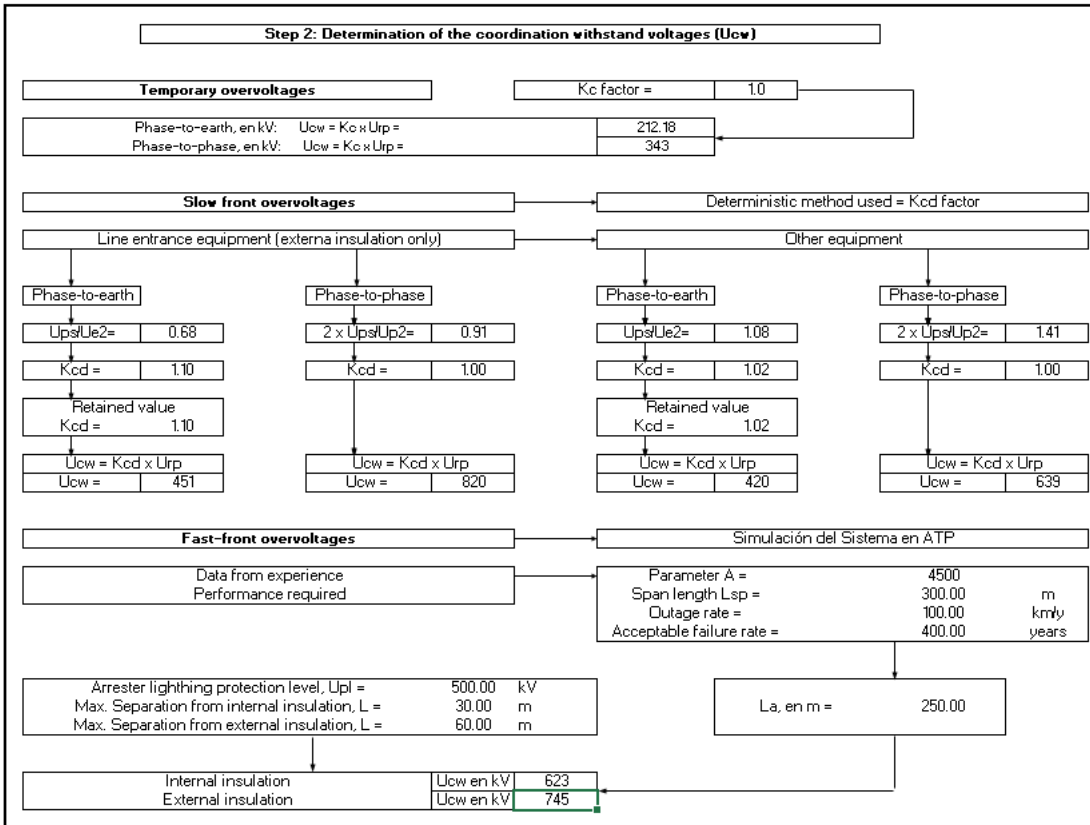 Step 2: Determination of the coordination withstand voltages (Ucw)
Temporary overvoltages Kc factor = 1.0
Phase-to-earth, en kV: Ucw = Kc x Urp = 212.18
Phase-to-phase, en kV: Ucw = Kc x Urp = 343
Slow front overvoltages Deterministic method used = Kcd factor
Line entrance equipment (externa insulation only) Other equipment
Phase-to-earth Phase-to-phase Phase-to-earth Phase-to-phase
Ups/Ue2= 0.68 2 x Ups/Up2= 0.91 Ups/Ue2= 1.08 2 x Ups/Up2= 1.41
Kcd = 1.10 Kcd = 1.00 Kcd = 1.02 Kcd = 1.00
Retained value Retained value
Kcd = 1.10 Kcd = 1.02
Ucw = Kcd x Urp Ucw = Kcd x Urp Ucw = Kcd x Urp Ucw = Kcd x Urp
Ucw = 451 Ucw = 820 Ucw = 420 Ucw = 639
Fast-front overvoltages Simulación del Sistema en ATP
Data from experience Parameter A = 4500
Performance required Span length Lsp = 300.00 m
Outage rate = 100.00 km/y
Acceptable failure rate = 400.00 years
Arrester lighthing protection level, Upl = 500.00 kV
Max. Separation from internal insulation, L = 30.00 m La, en m = 250.00
Max. Separation from external insulation, L = 60.00 m
Internal insulation Ucw en kV 623
External insulation Ucw en kV 745